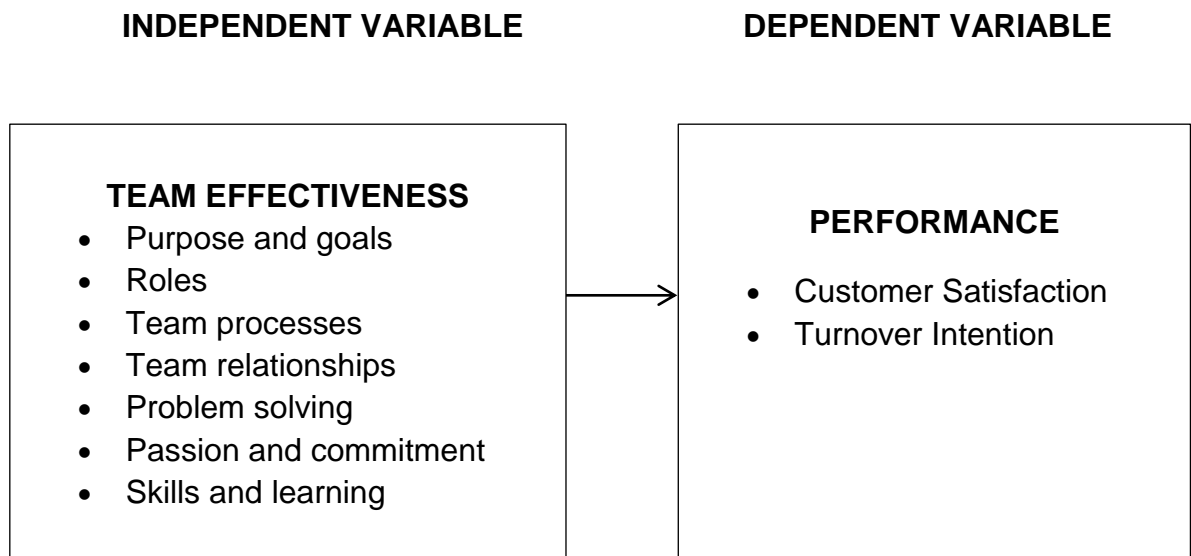 INDEPENDENT VARIABLE
DEPENDENT VARIABLE
TEAM EFFECTIVENESS
• Purpose and goals
• Roles
• Team processes
• Team relationships
• Problem solving
• Passion and commitment
• Skills and learning
PERFORMANCE
• Customer Satisfaction
• Turnover Intention